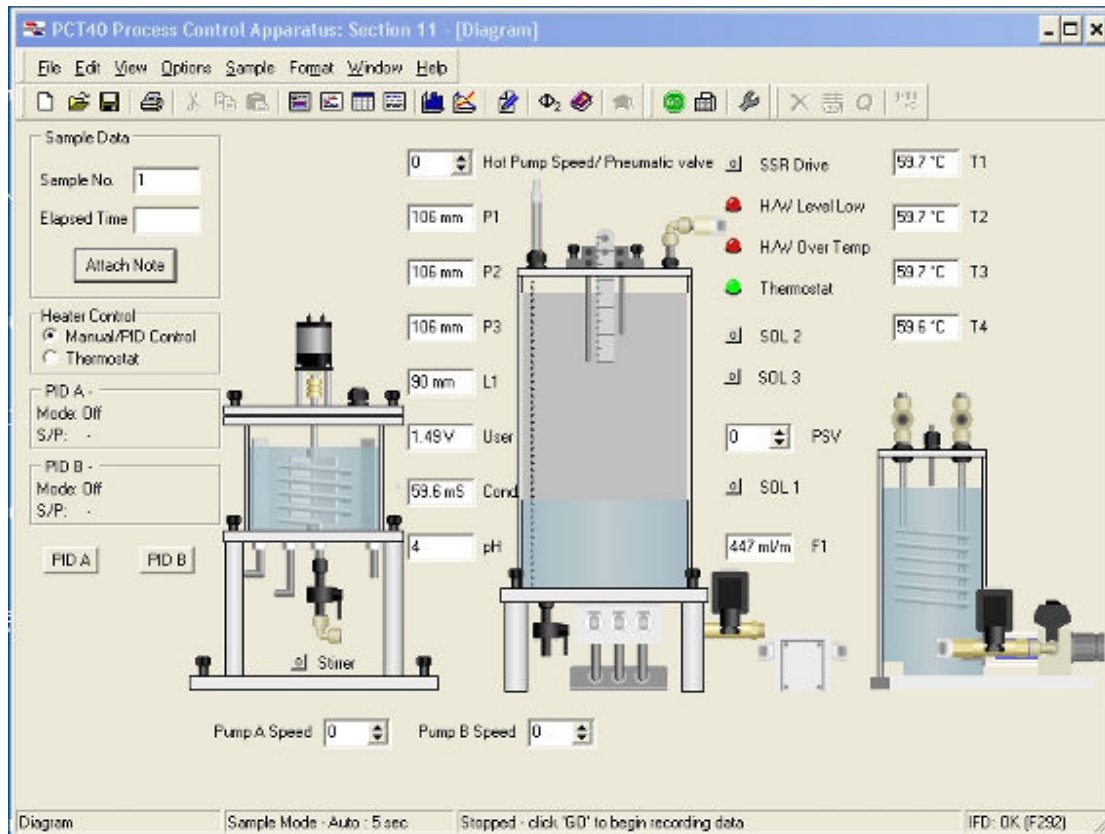 PCT40 Process Control Apparatus: Section 11 - [Diagram]
File Edit View Options Sample Format Window Help
Sample Data
Sample No. 1
Elapsed Time
Attach Note
Heater Control
Manual/PID Control
Thermostat
PID A -
Mode: Off
S/P: -
PID B -
Mode: Off
S/P: -
PID A PID B
0 Hot Pump Speed/ Pneumatic valve
106 mm P1
106 mm P2
106 mm P3
90 mm L1
1.49 V User
59.6 mS Cond
4 pH
SSR Drive
H/W Level Low
H/W Over Temp
Thermostat
SOL 2
SOL 3
0 PSV
SOL 1
447 ml/m F1
59.7 °C T1
59.7 °C T2
59.7 °C T3
59.6 °C T4
Stirrer
Pump A Speed 0 Pump B Speed 0
Diagram Sample Mode - Auto : 5 sec Stopped - click 'GO' to begin recording data IFD: OK (F292)